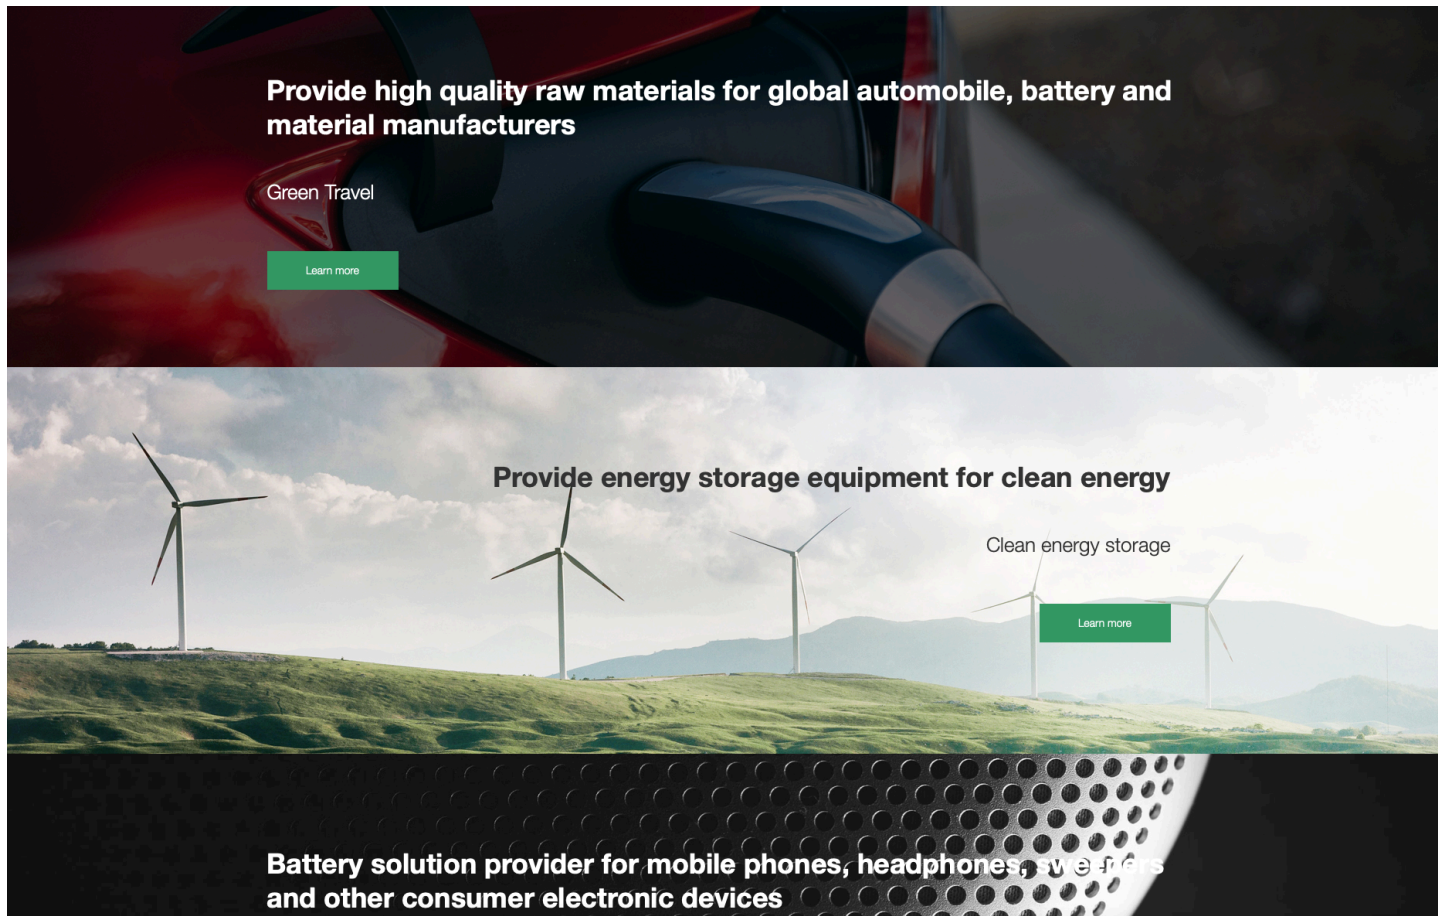 Provide high quality raw materials for global automobile, battery and
material manufacturers
Green Travel
Learn more
Provide energy storage equipment for clean energy
Clean energy storage
Learn more
Battery solution provider for mobile phones, headphones, sweepers
and other consumer electronic devices